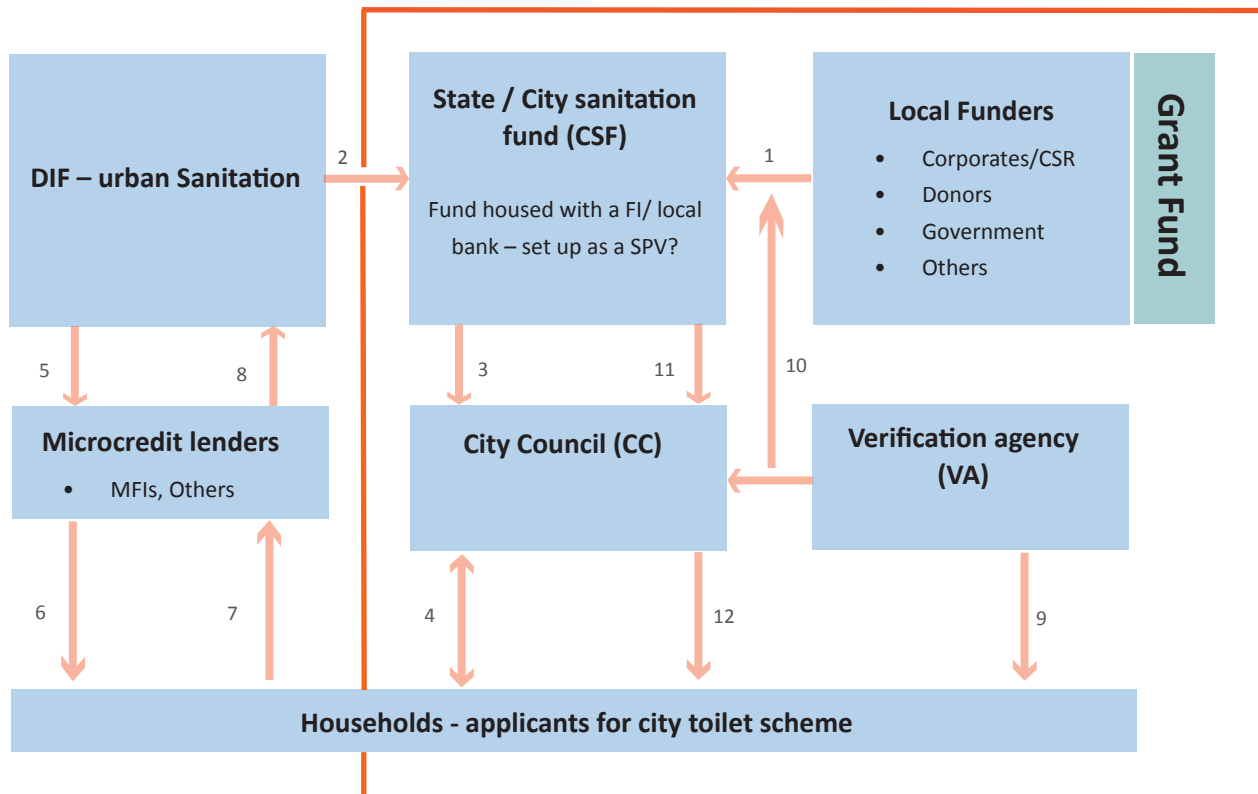 DIF – urban Sanitation
2
State / City sanitation
fund (CSF)
Fund housed with a FI/ local
bank – set up as a SPV?
1
Local Funders
• Corporates/CSR
• Donors
• Government
• Others
Grant Fund
5
8
3
11
10
Microcredit lenders
• MFIs, Others
City Council (CC)
Verification agency
(VA)
6
7
4
12
9
Households - applicants for city toilet scheme